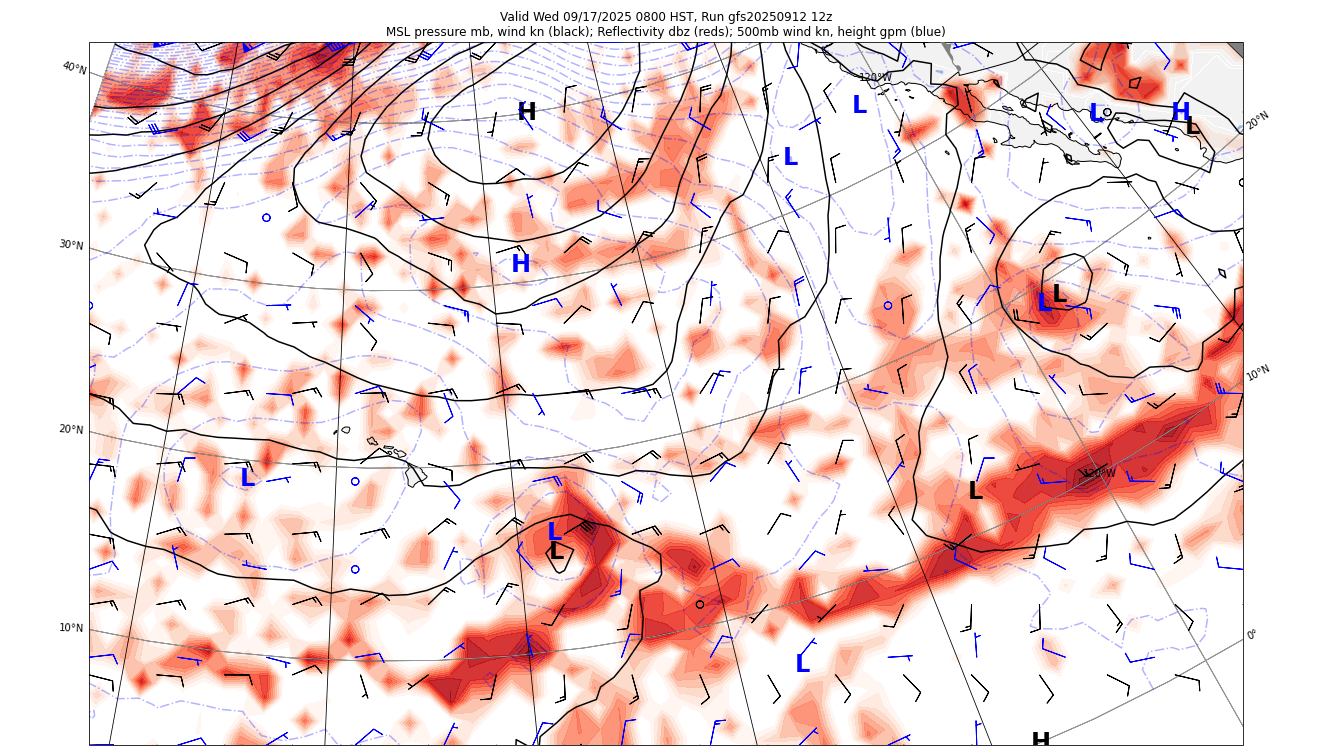 Valid Wed 09/17/2025 0800 HST, Run gfs20250912 12z
MSL pressure mb, wind kn (black); Reflectivity dbz (reds); 500mb wind kn, height gpm (blue)
40°N
120°W
20°N
H
L
L
H
L
L
30°N
H
L
L
10°N
20°N
L
120°W
L
L
L
10°N
0°
L
H